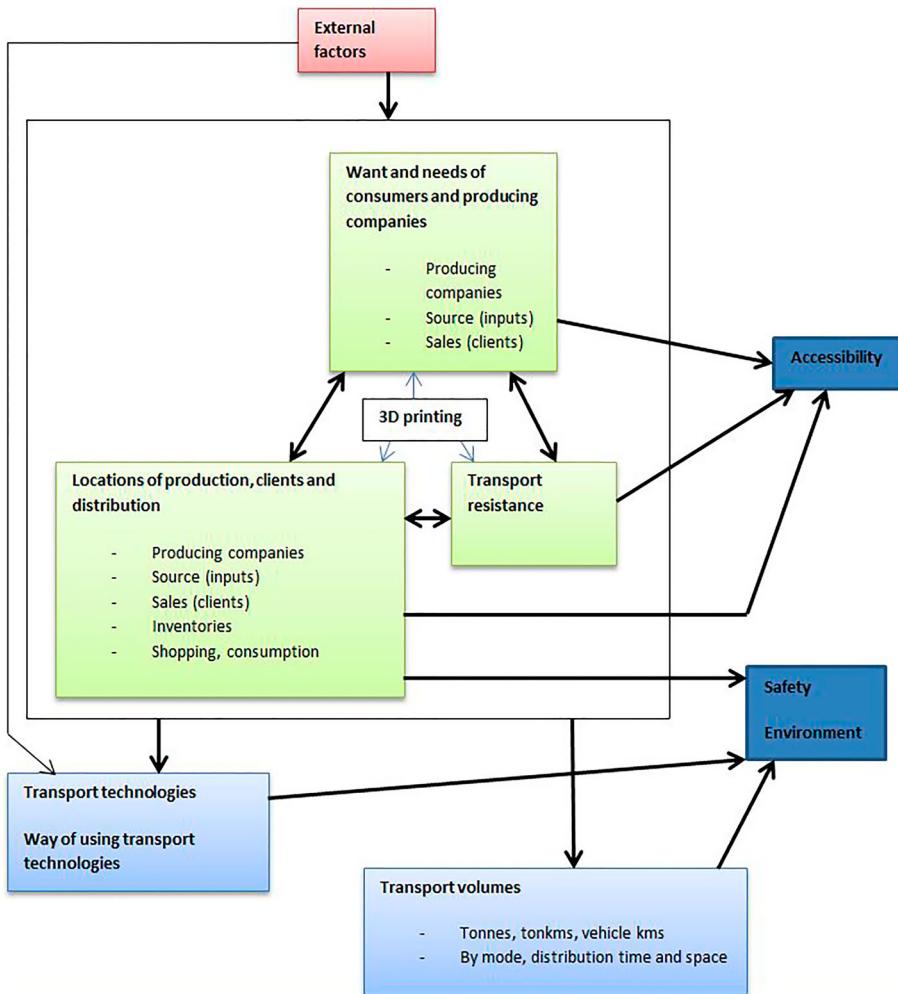 External
factors
Want and needs of
consumers and producing
companies
- Producing
companies
- Source (inputs)
- Sales (clients)
Accessibility
3D printing
Locations of production, clients and
distribution
- Producing companies
- Source (inputs)
- Sales (clients)
- Inventories
- Shopping, consumption
Transport
resistance
Safety
Environment
Transport technologies
Way of using transport
technologies
Transport volumes
- Tonnes, tonkms, vehicle kms
- By mode, distribution time and space